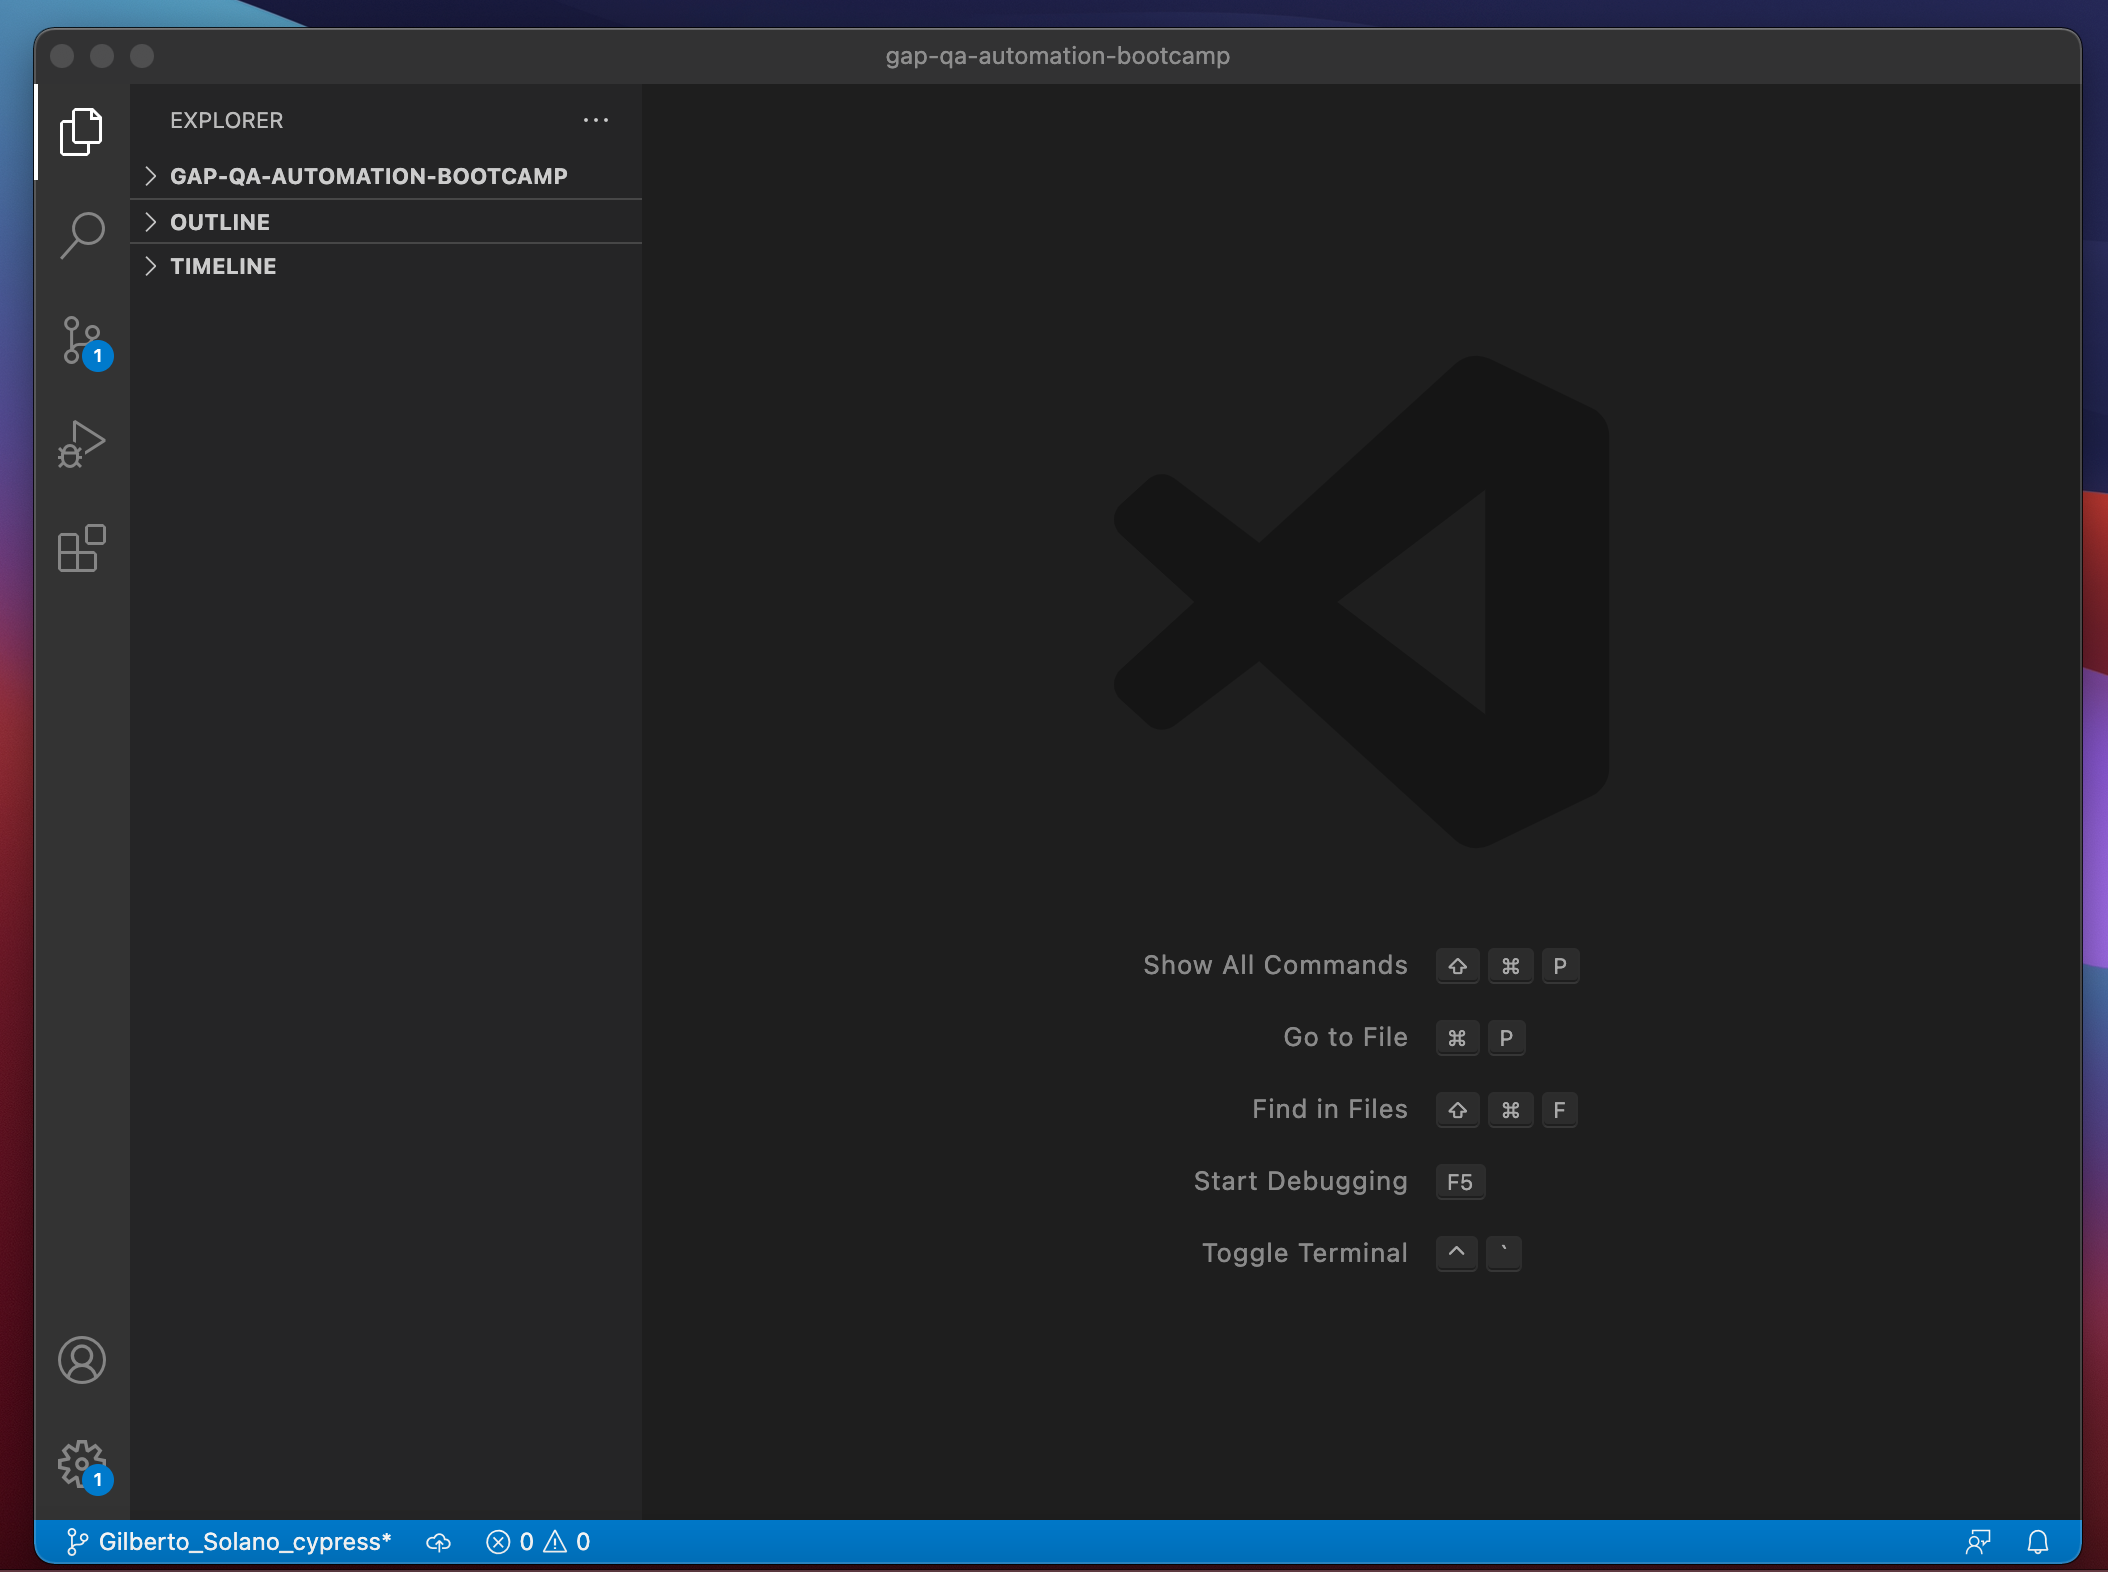 gap-qa-automation-bootcamp
EXPLORER
GAP-QA-AUTOMATION-BOOTCAMP
OUTLINE
TIMELINE
1
Show All Commands ⇧ ⌘ P
Go to File ⌘ P
Find in Files ⇧ ⌘ F
Start Debugging F5
Toggle Terminal ^ `
1
Gilberto_Solano_cypress* 0 0